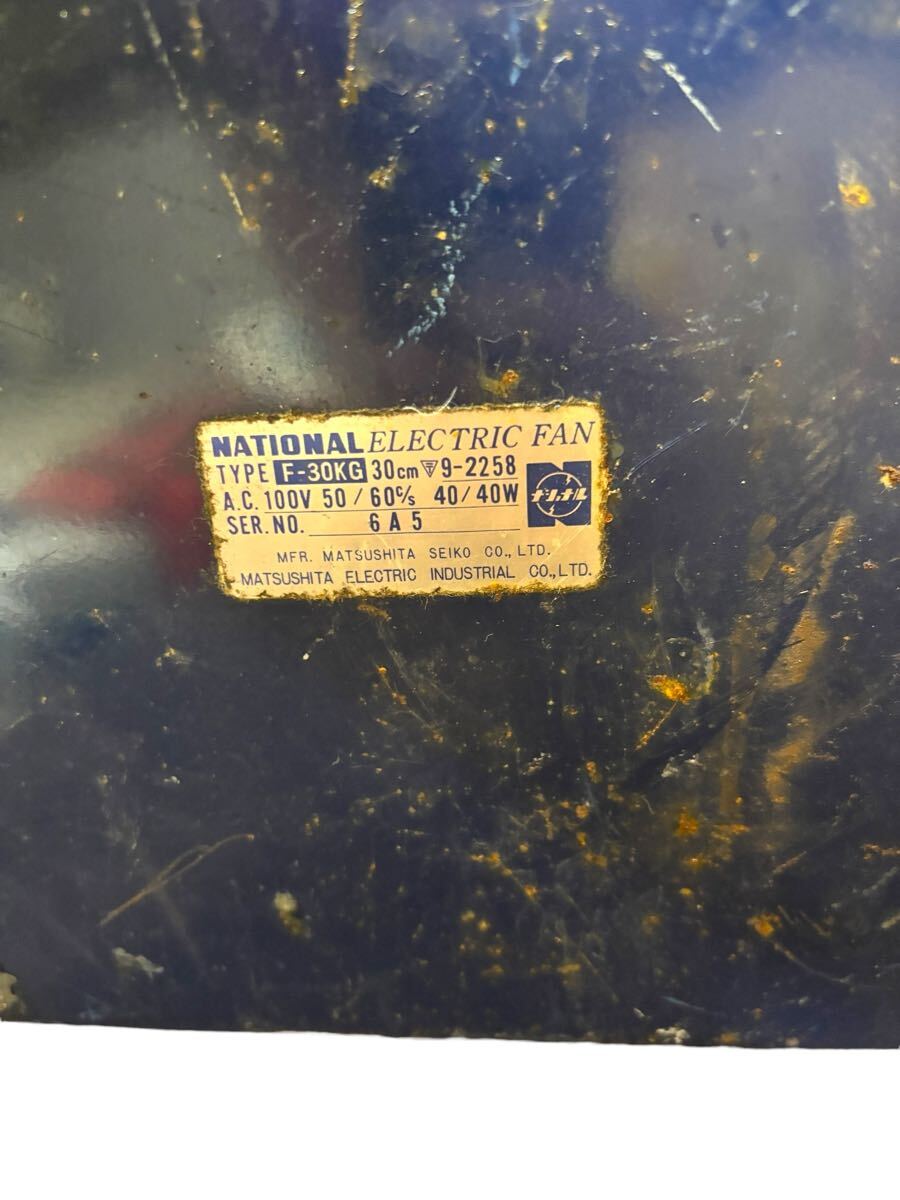 NATIONAL ELECTRIC FAN
TYPE F-30KG 30cm 〒 9-2258
A.C. 100V 50/60c/s 40/40W
SER. NO. 6A5
ナショナル
MFR. MATSUSHITA SEIKO CO., LTD.
MATSUSHITA ELECTRIC INDUSTRIAL CO., LTD.